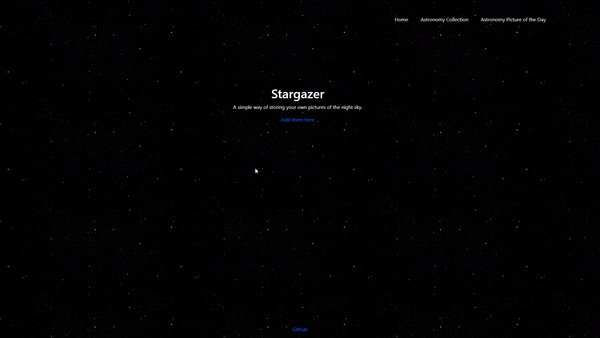 Home Astronomy Collection Astronomy Picture of the Day
Stargazer
A simple way of storing your own pictures of the night sky.
Add them here
Github